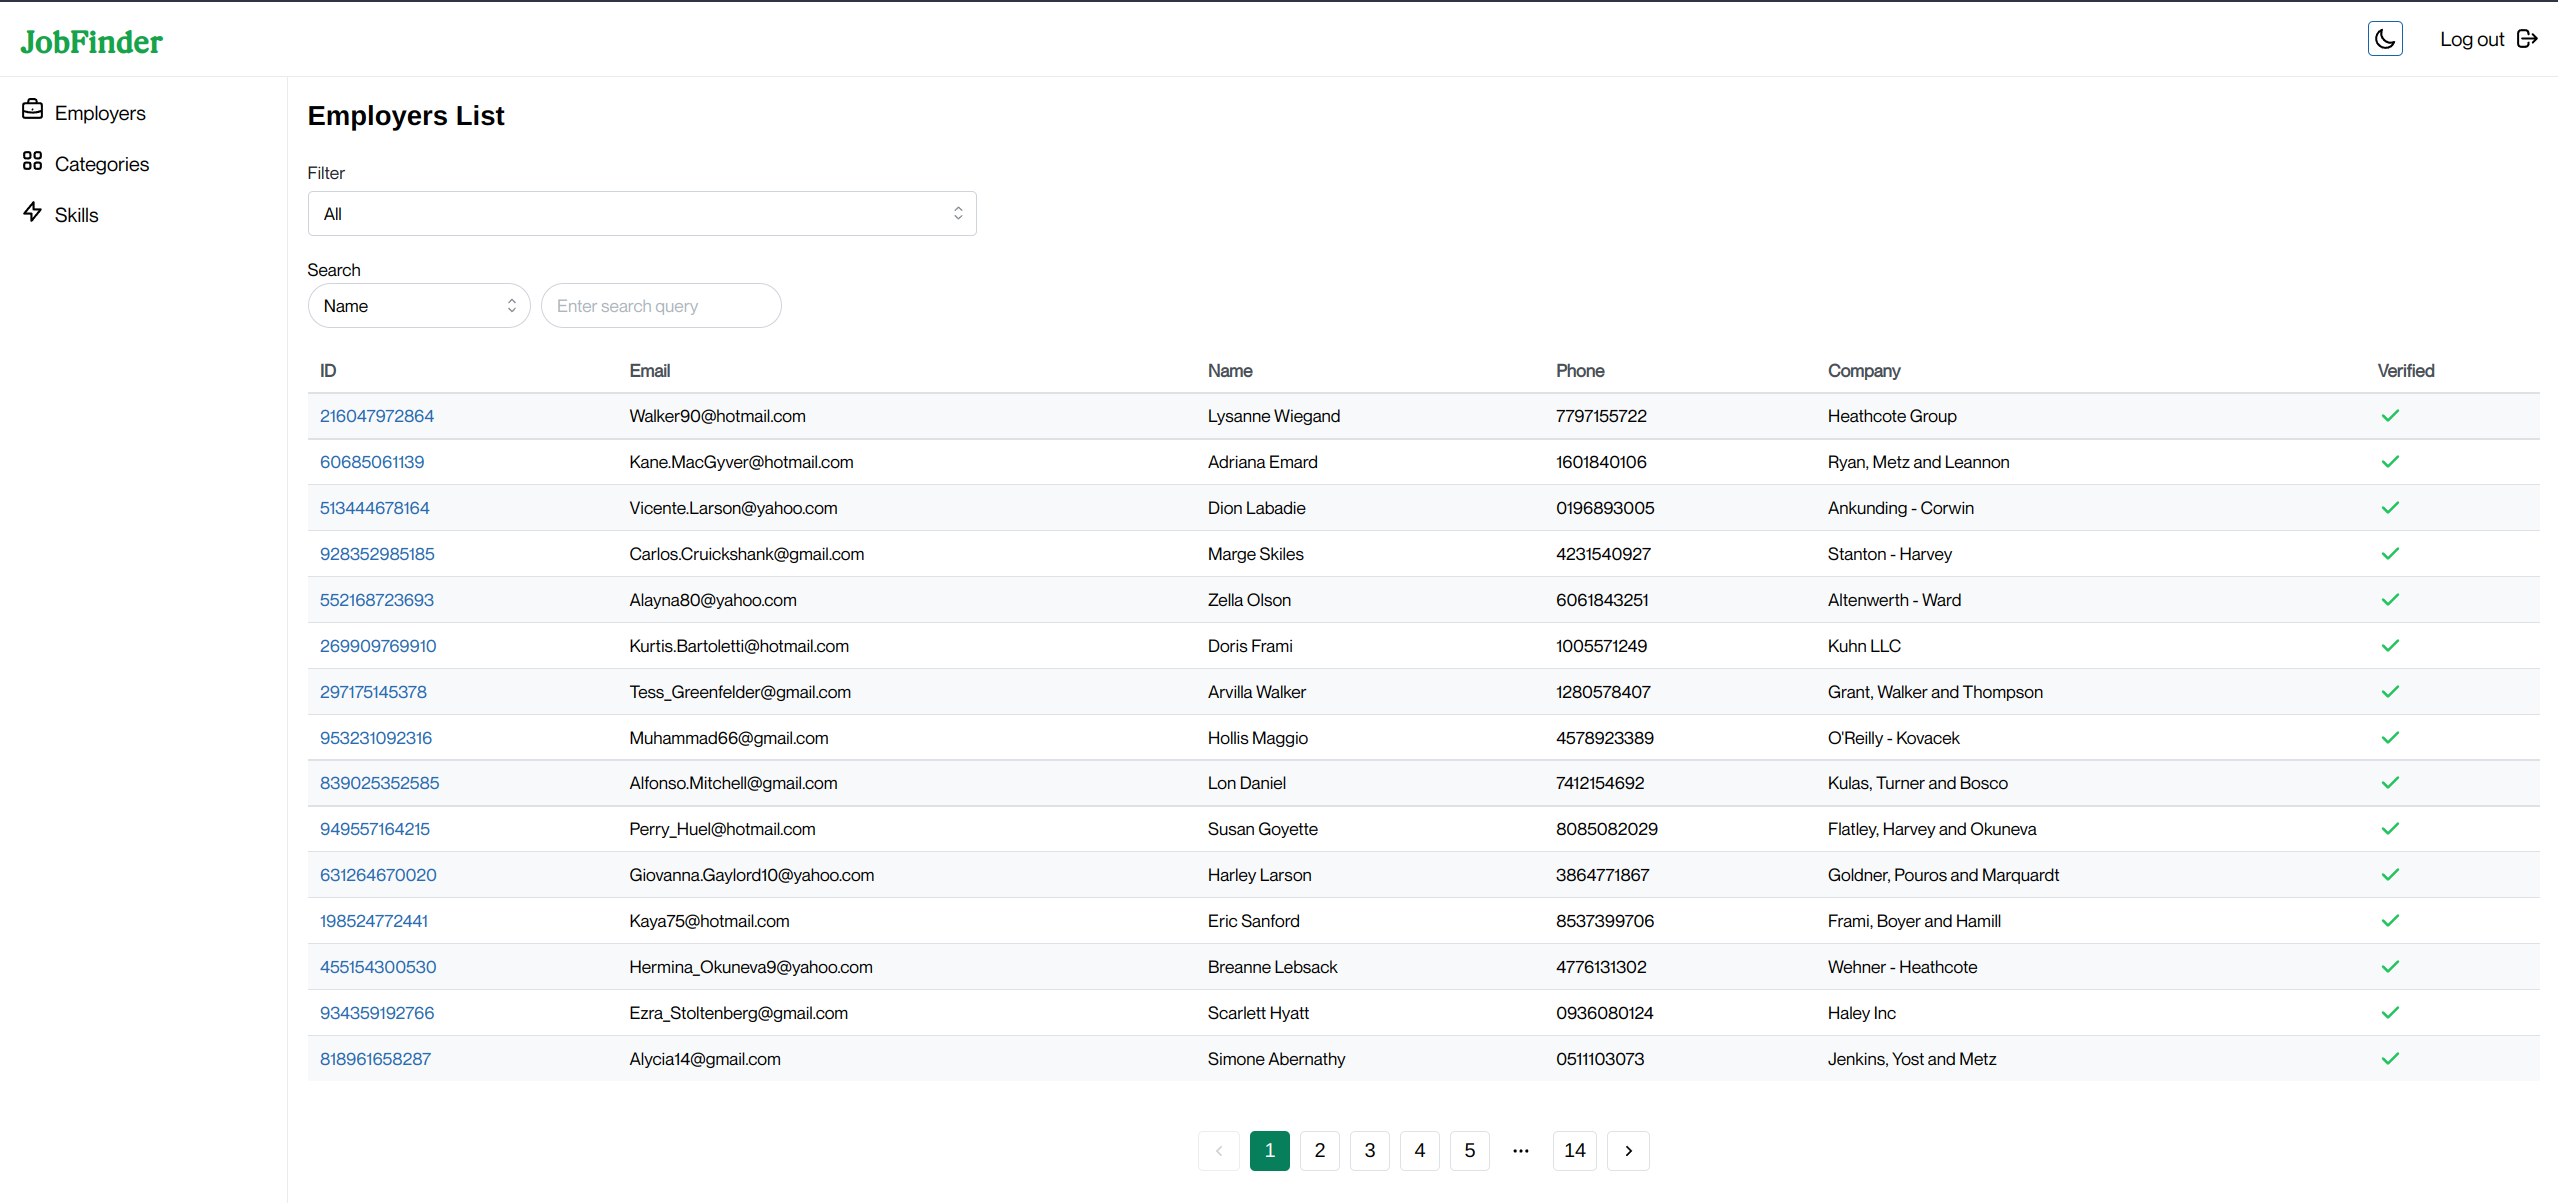 JobFinder
Log out
Employers
Categories
Skills
Employers List
Filter
All
Search
Name Enter search query
ID Email Name Phone Company Verified
216047972864 Walker90@hotmail.com Lysanne Wiegand 7797155722 Heathcote Group
60685061139 Kane.MacGyver@hotmail.com Adriana Emard 1601840106 Ryan, Metz and Leannon
513444678164 Vicente.Larson@yahoo.com Dion Labadie 0196893005 Ankunding - Corwin
928352985185 Carlos.Cruickshank@gmail.com Marge Skiles 4231540927 Stanton - Harvey
552168723693 Alayna80@yahoo.com Zella Olson 6061843251 Altenwerth - Ward
269909769910 Kurtis.Bartoletti@hotmail.com Doris Frami 1005571249 Kuhn LLC
297175145378 Tess_Greenfelder@gmail.com Arvilla Walker 1280578407 Grant, Walker and Thompson
953231092316 Muhammad66@gmail.com Hollis Maggio 4578923389 O'Reilly - Kovacek
839025352585 Alfonso.Mitchell@gmail.com Lon Daniel 7412154692 Kulas, Turner and Bosco
949557164215 Perry_Huel@hotmail.com Susan Goyette 8085082029 Flatley, Harvey and Okuneva
631264670020 Giovanna.Gaylord10@yahoo.com Harley Larson 3864771867 Goldner, Pouros and Marquardt
198524772441 Kaya75@hotmail.com Eric Sanford 8537399706 Frami, Boyer and Hamill
455154300530 Hermina_Okuneva9@yahoo.com Breanne Lebsack 4776131302 Wehner - Heathcote
934359192766 Ezra_Stoltenberg@gmail.com Scarlett Hyatt 0936080124 Haley Inc
818961658287 Alycia14@gmail.com Simone Abernathy 0511103073 Jenkins, Yost and Metz
1 2 3 4 5 ... 14